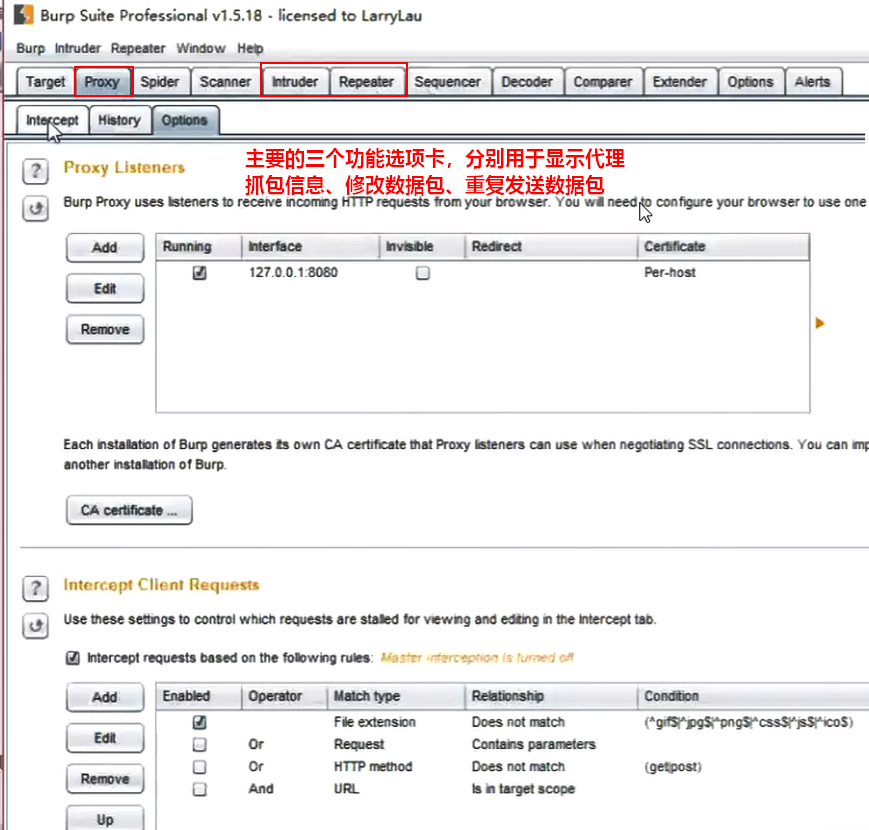 Burp Suite Professional v1.5.18 - licensed to LarryLau
Burp Intruder Repeater Window Help
Target Proxy Spider Scanner Intruder Repeater Sequencer Decoder Comparer Extender Options Alerts
Intercept History Options
主要的三个功能选项卡，分别用于显示代理
抓包信息、修改数据包、重复发送数据包
? Proxy Listeners
Burp Proxy uses listeners to receive incoming HTTP requests from your browser. You will need to configure your browser to use one
Add Running Interface Invisible Redirect Certificate
127.0.0.1:8080 Per-host
Edit
Remove
Each installation of Burp generates its own CA certificate that Proxy listeners can use when negotiating SSL connections. You can imp
another installation of Burp.
CA certificate ...
? Intercept Client Requests
Use these settings to control which requests are stalled for viewing and editing in the Intercept tab.
Intercept requests based on the following rules: Master interception is turned off
Add Enabled Operator Match type Relationship Condition
File extension Does not match (^gif$|^jpg$|^png$|^css$|^js$|^ico$)
Edit Or Request Contains parameters
Or HTTP method Does not match (get|post)
Remove And URL Is in target scope
Up